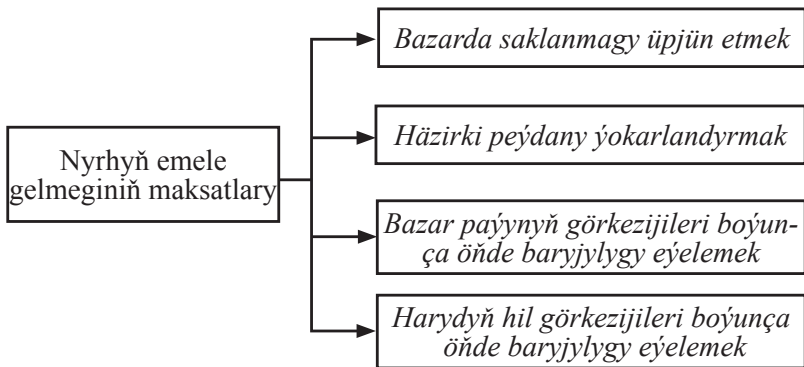 Nyrhyň emele
gelmeginiň maksatlary
Bazarda saklanmagy üpjün etmek
Häzirki peýdany ýokarlandyrmak
Bazar paýynyň görkezijileri boýun-
ça öňde baryjylygy eýelemek
Harydyň hil görkezijileri boýunça
öňde baryjylygy eýelemek